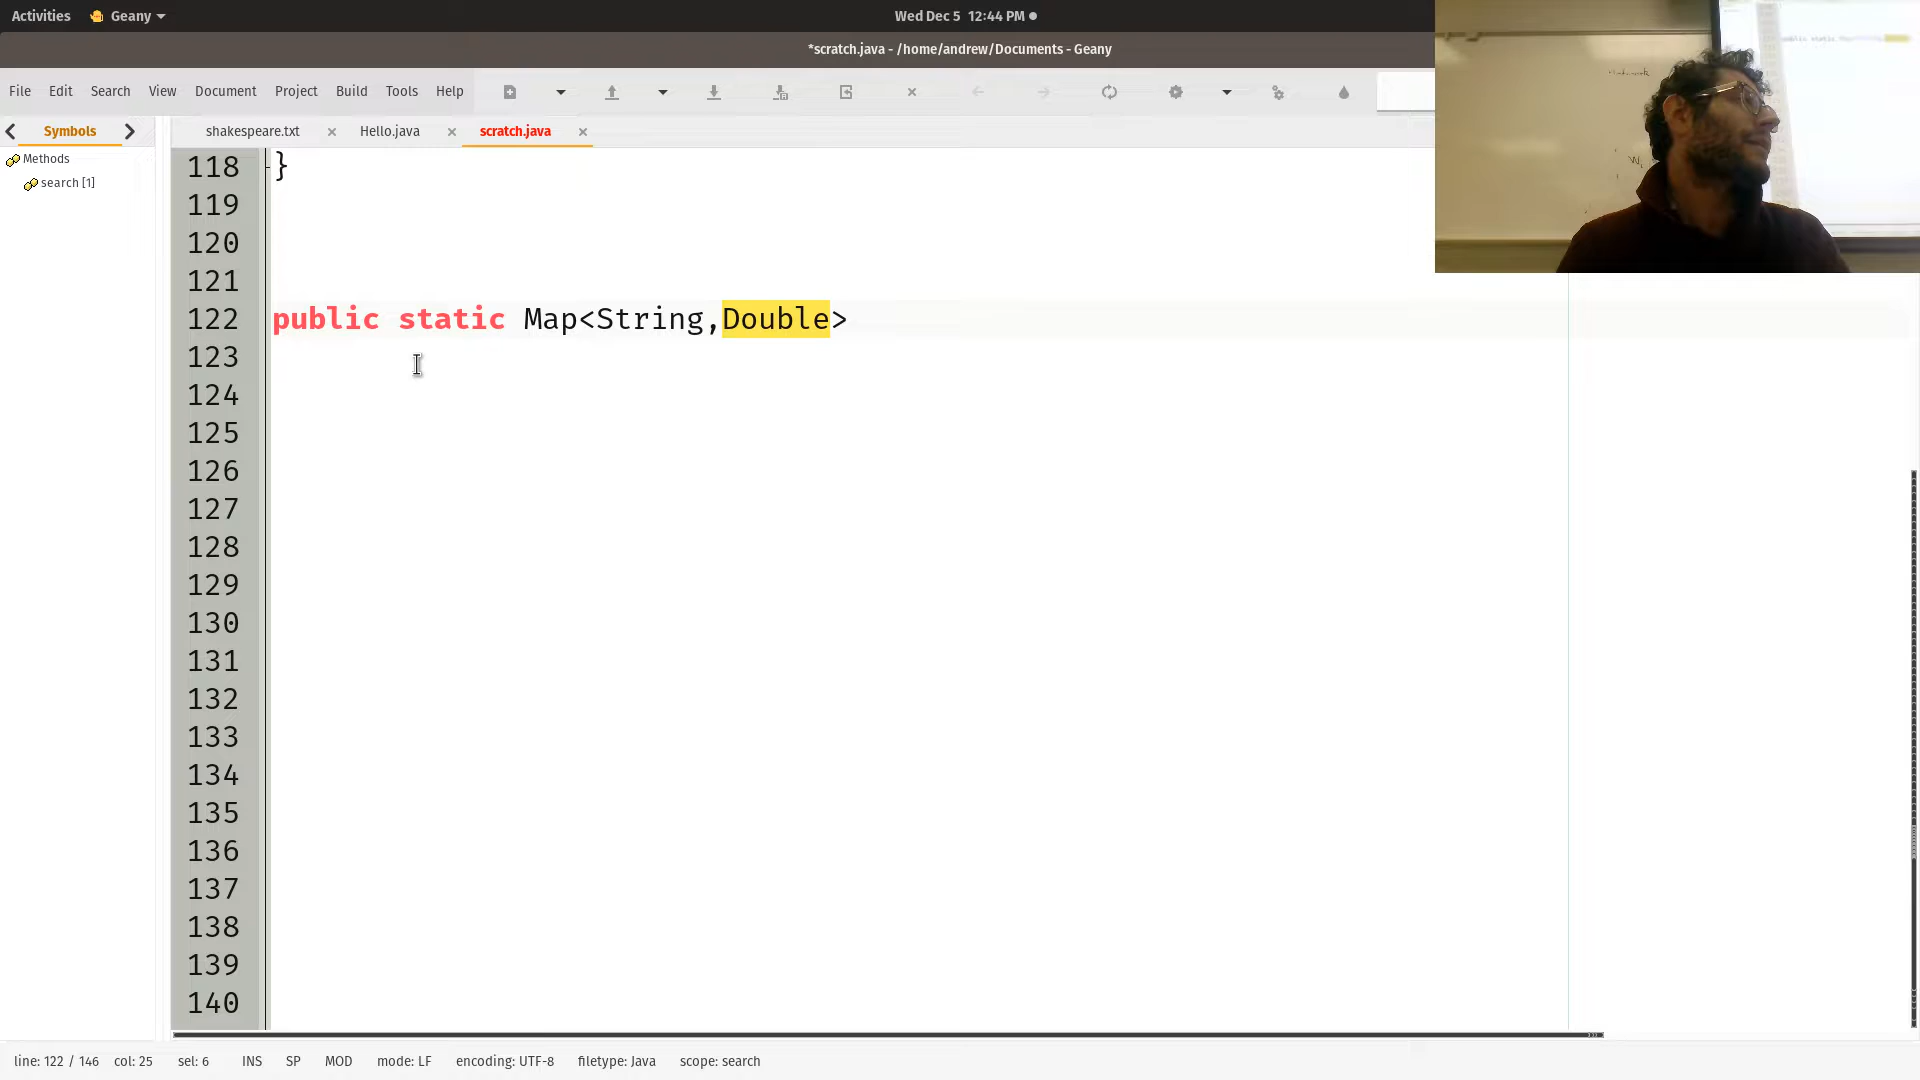 Activities Geany Wed Dec 5 12:44 PM
*scratch.java - /home/andrew/Documents - Geany
File Edit Search View Document Project Build Tools Help
Symbols shakespeare.txt Hello.java scratch.java
Methods
search [1]
118 }
119
120
121
122 public static Map<String,Double>
123
124
125
126
127
128
129
130
131
132
133
134
135
136
137
138
139
140
line: 122 / 146 col: 25 sel: 6 INS SP MOD mode: LF encoding: UTF-8 filetype: Java scope: search